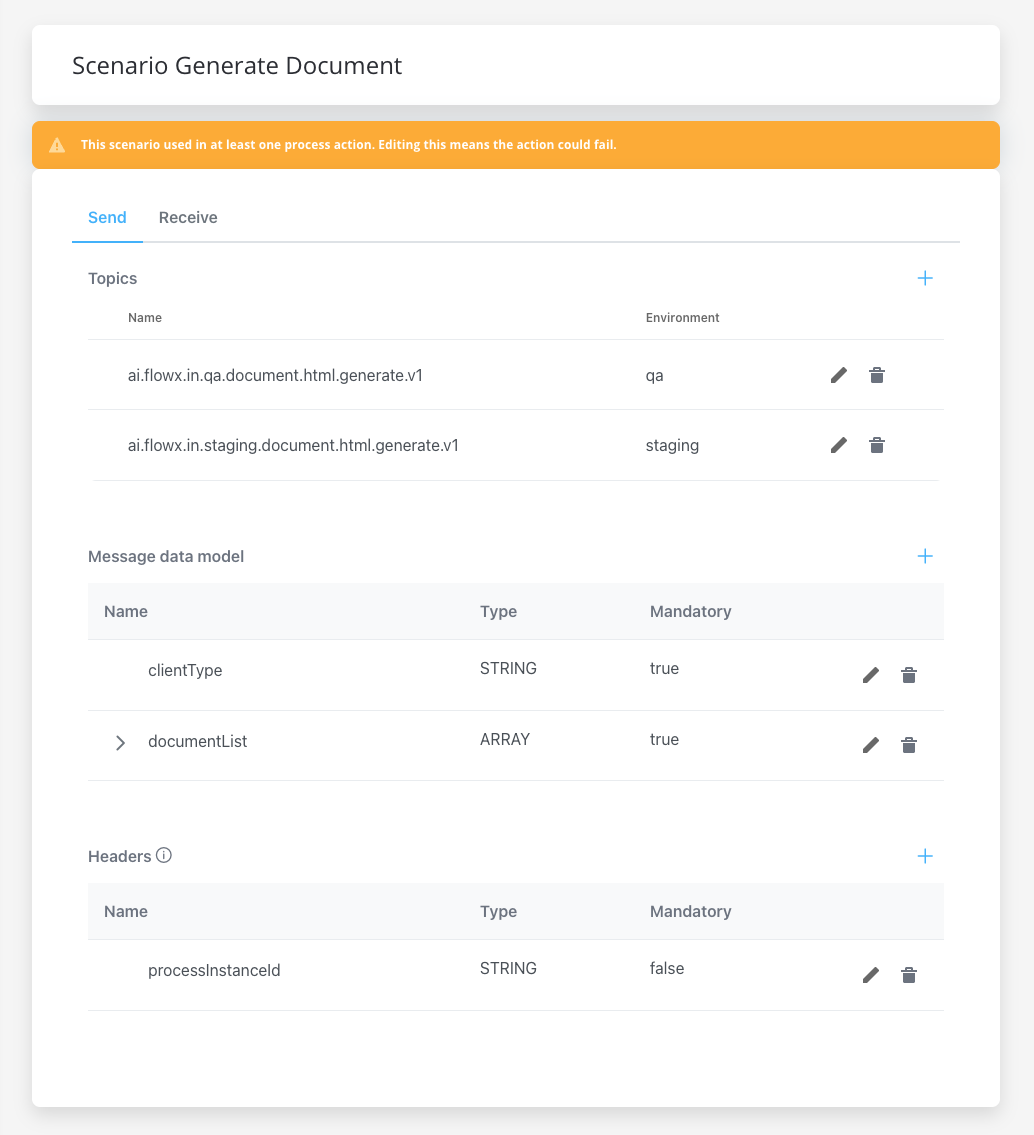 Scenario Generate Document
This scenario used in at least one process action. Editing this means the action could fail.
Send Receive
Topics
Name Environment
ai.flowx.in.qa.document.html.generate.v1 qa
ai.flowx.in.staging.document.html.generate.v1 staging
Message data model
Name Type Mandatory
clientType STRING true
documentList ARRAY true
Headers
Name Type Mandatory
processInstanceId STRING false